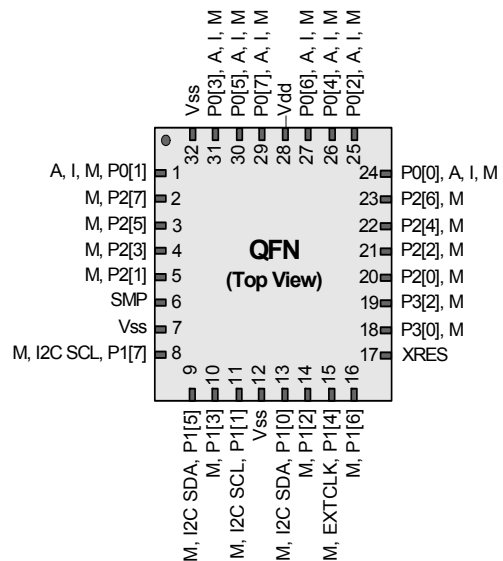 Vss
P0[3], A, I, M
P0[5], A, I, M
P0[7], A, I, M
Vdd
P0[6], A, I, M
P0[4], A, I, M
P0[2], A, I, M
32
31
30
29
28
27
26
25
A, I, M, P0[1]
1
24
P0[0], A, I, M
M, P2[7]
2
23
P2[6], M
M, P2[5]
3
22
P2[4], M
M, P2[3]
4
QFN
21
P2[2], M
M, P2[1]
5
(Top View)
20
P2[0], M
SMP
6
19
P3[2], M
Vss
7
18
P3[0], M
M, I2C SCL, P1[7]
8
17
XRES
9
10
11
12
13
14
15
16
M, I2C SDA, P1[5]
M, P1[3]
M, I2C SCL, P1[1]
Vss
M, I2C SDA, P1[0]
M, P1[2]
M, EXTCLK, P1[4]
M, P1[6]